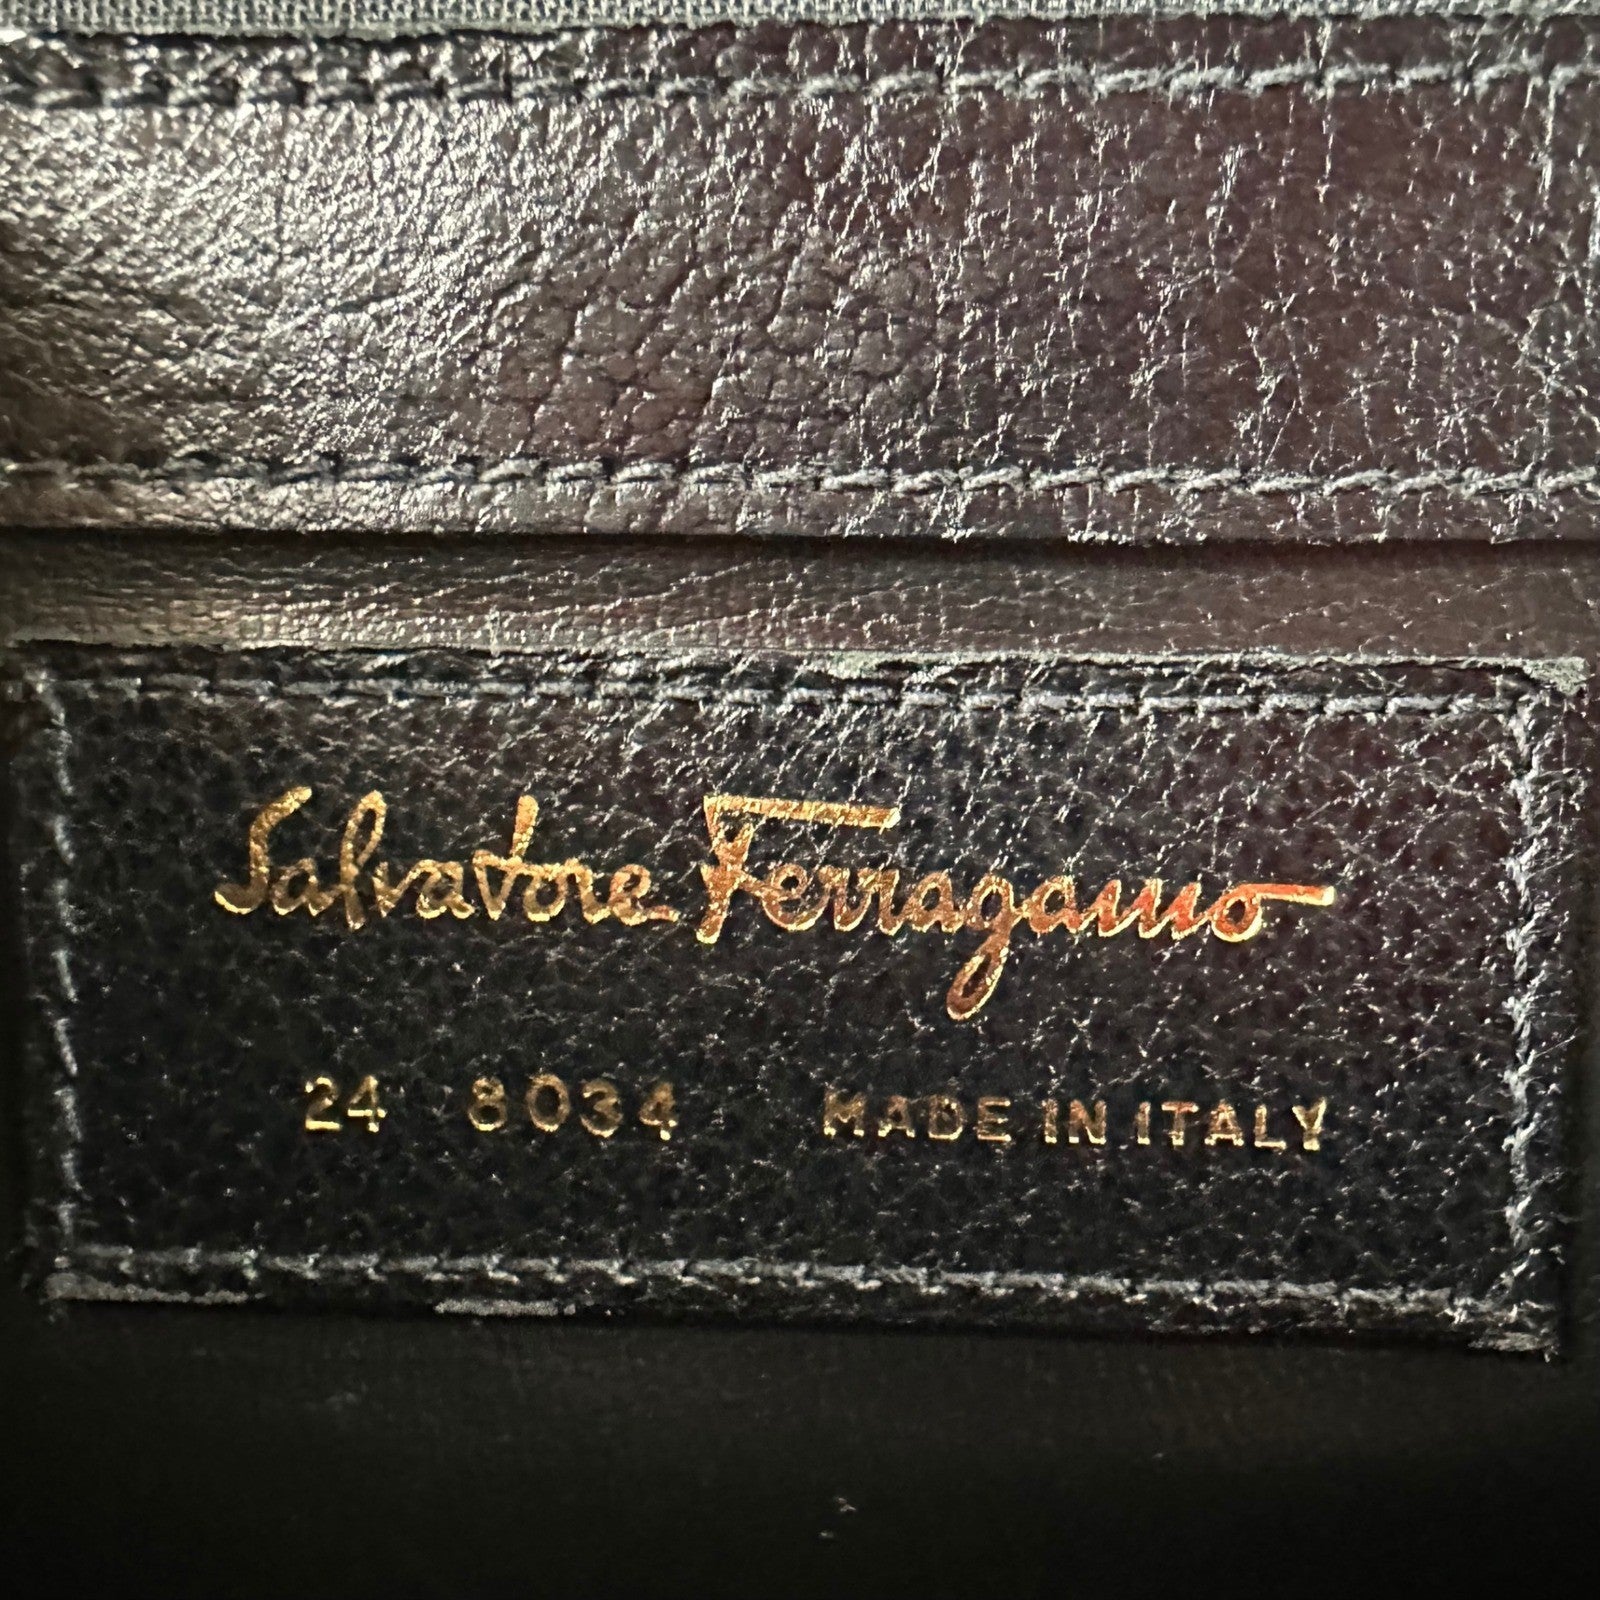 Salvatore Ferragamo
24 8034 MADE IN ITALY